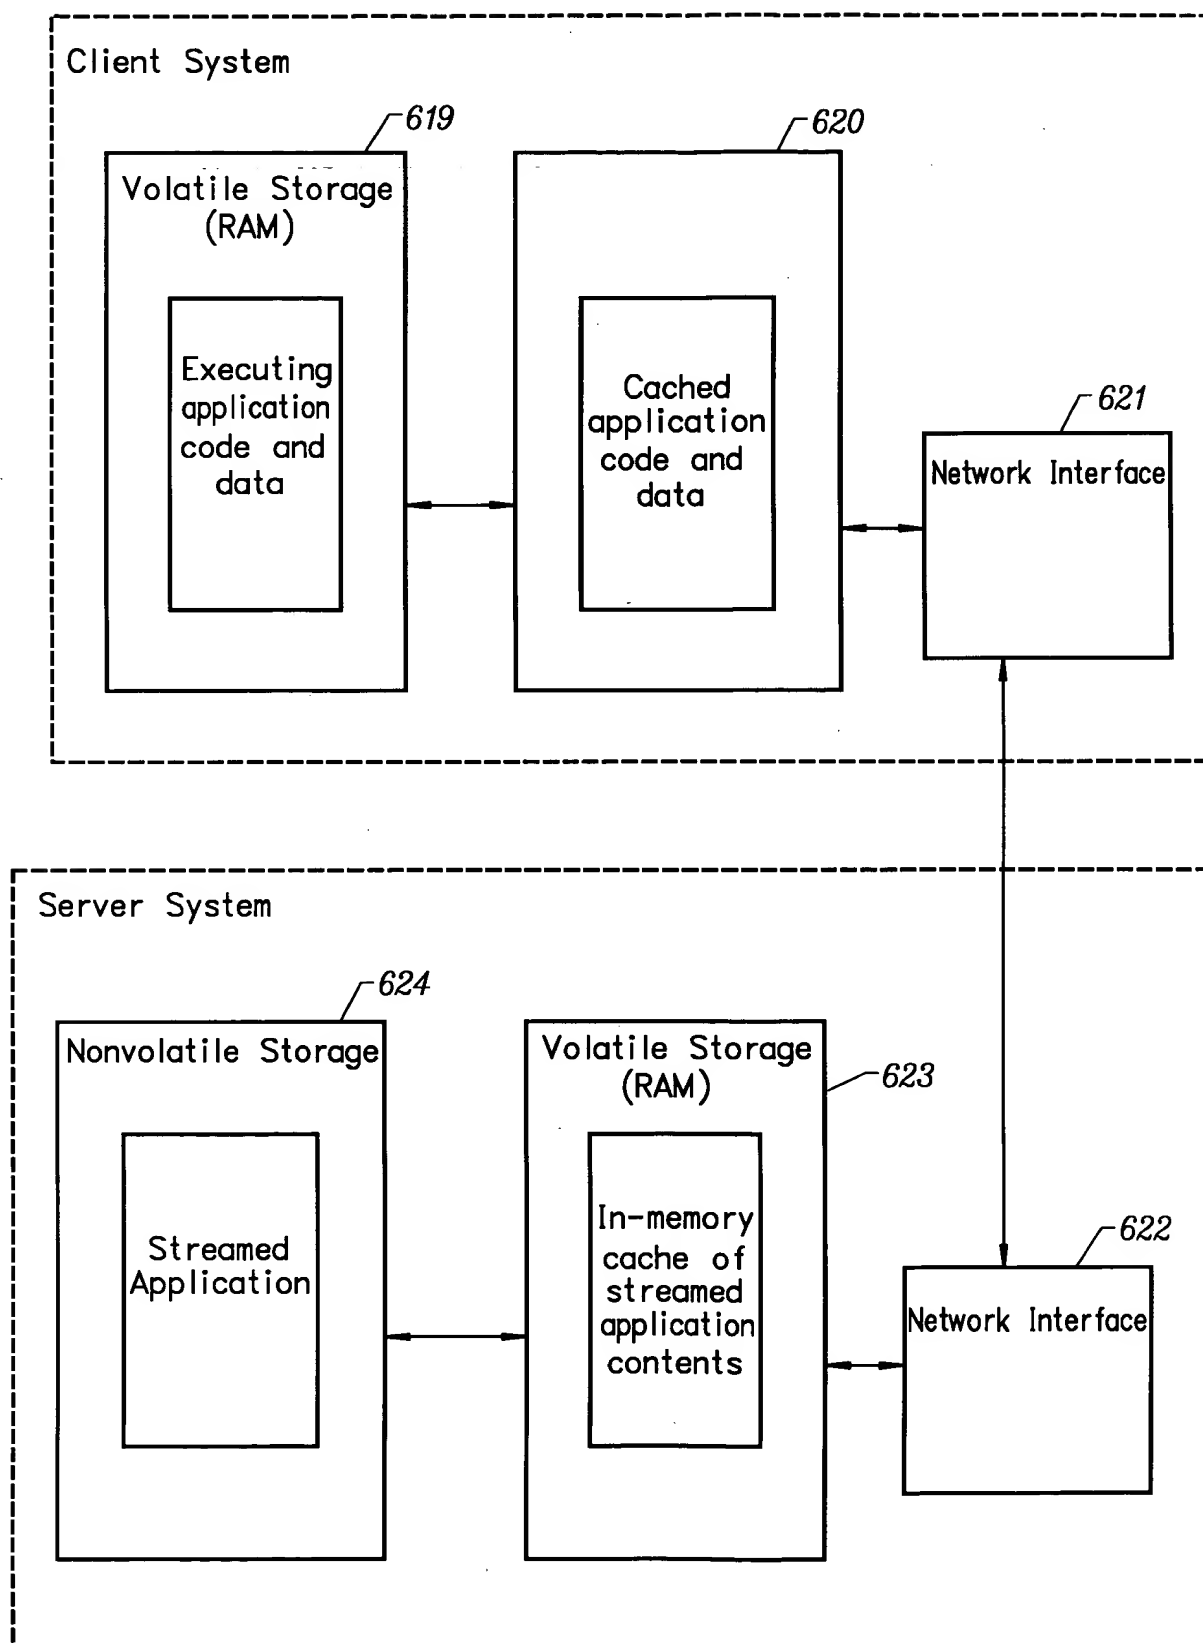 Client System
619
Volatile Storage
(RAM)
Executing
application
code and
data
620
Cached
application
code and
data
621
Network Interface
Server System
624
Nonvolatile Storage
Streamed
Application
Volatile Storage
(RAM)
623
In-memory
cache of
streamed
application
contents
622
Network Interface